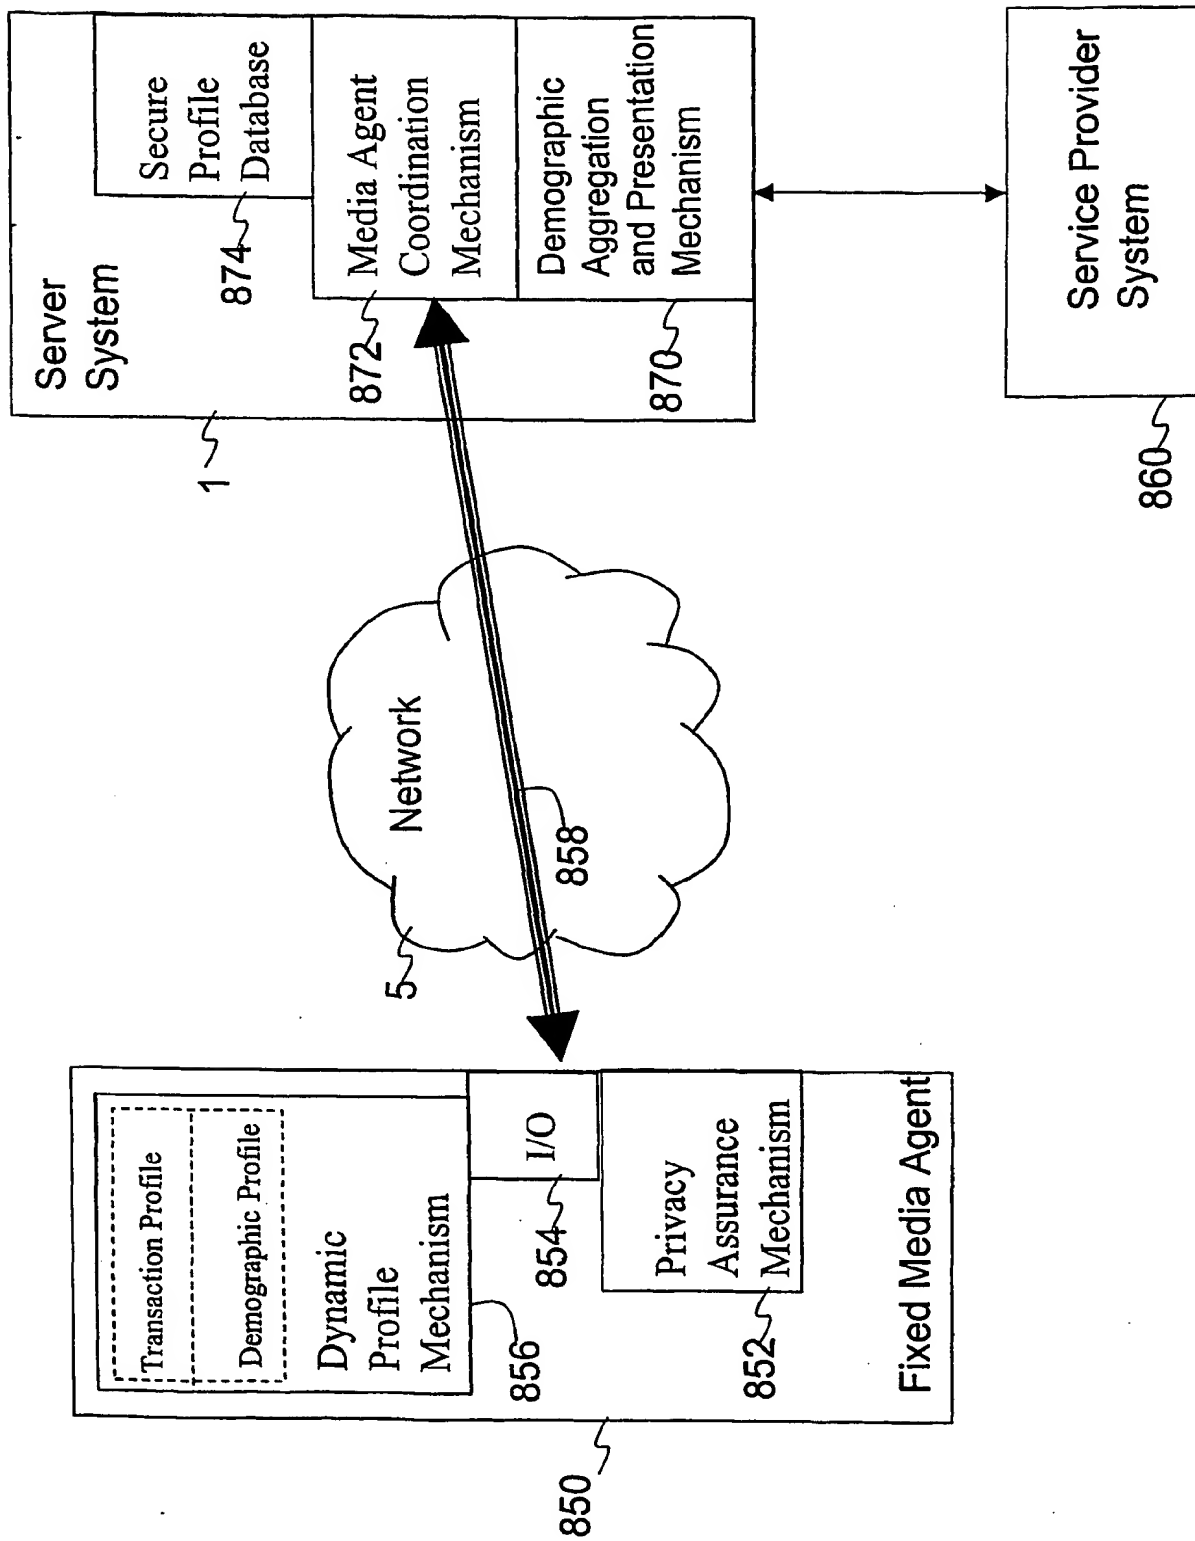 Fixed Media Agent
850
Transaction Profile
Demographic Profile
Dynamic
Profile
Mechanism
856
I/O
854
Privacy
Assurance
Mechanism
852
Network
5
858
Server
System
1
Secure
Profile
Database
874
Media Agent
Coordination
Mechanism
872
Demographic
Aggregation
and Presentation
Mechanism
870
Service Provider
System
860